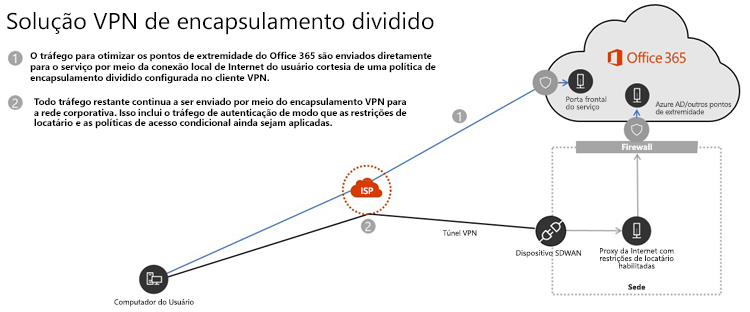 Solução VPN de encapsulamento dividido
1
O tráfego para otimizar os pontos de extremidade do Office 365 são enviados diretamente
para o serviço por meio da conexão local de Internet do usuário cortesia de uma política de
encapsulamento dividido configurada no cliente VPN.
2
Todo tráfego restante continua a ser enviado por meio do encapsulamento VPN para
a rede corporativa. Isso inclui o tráfego de autenticação de modo que as restrições de
locatário e as políticas de acesso condicional ainda sejam aplicadas.
Office 365
Porta frontal
do serviço
Azure AD/outros pontos
de extremidade
1
Firewall
ISP
2
Túnel VPN
Dispositivo SDWAN
Proxy da Internet com
restrições de locatário
habilitadas
Sede
Computador do Usuário